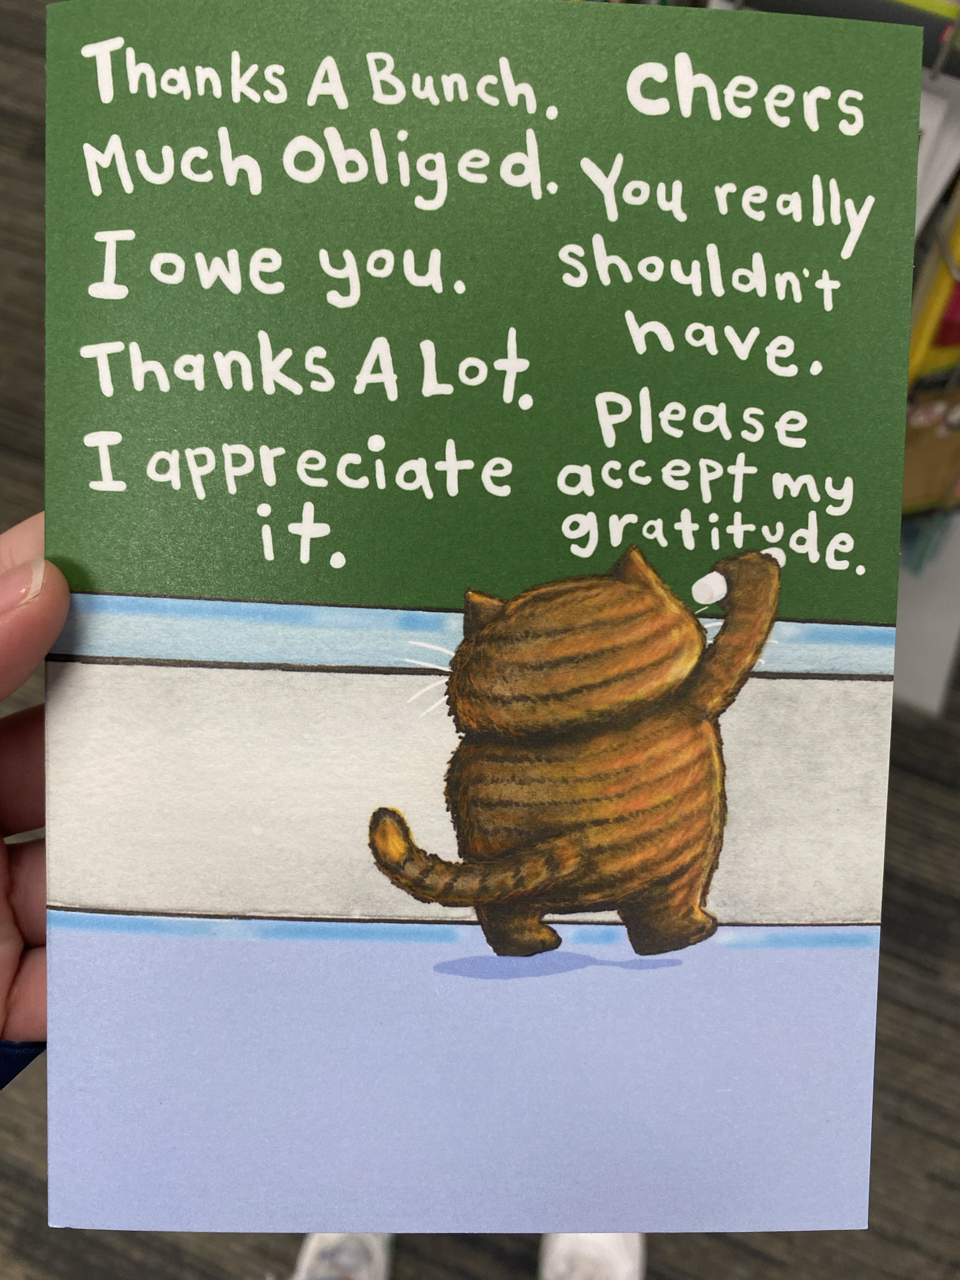 Thanks A Bunch.
Much Obliged.
I owe you.
Thanks A Lot.
I appreciate
it.
cheers
You really
shouldn't
have.
Please
accept my
gratitude.